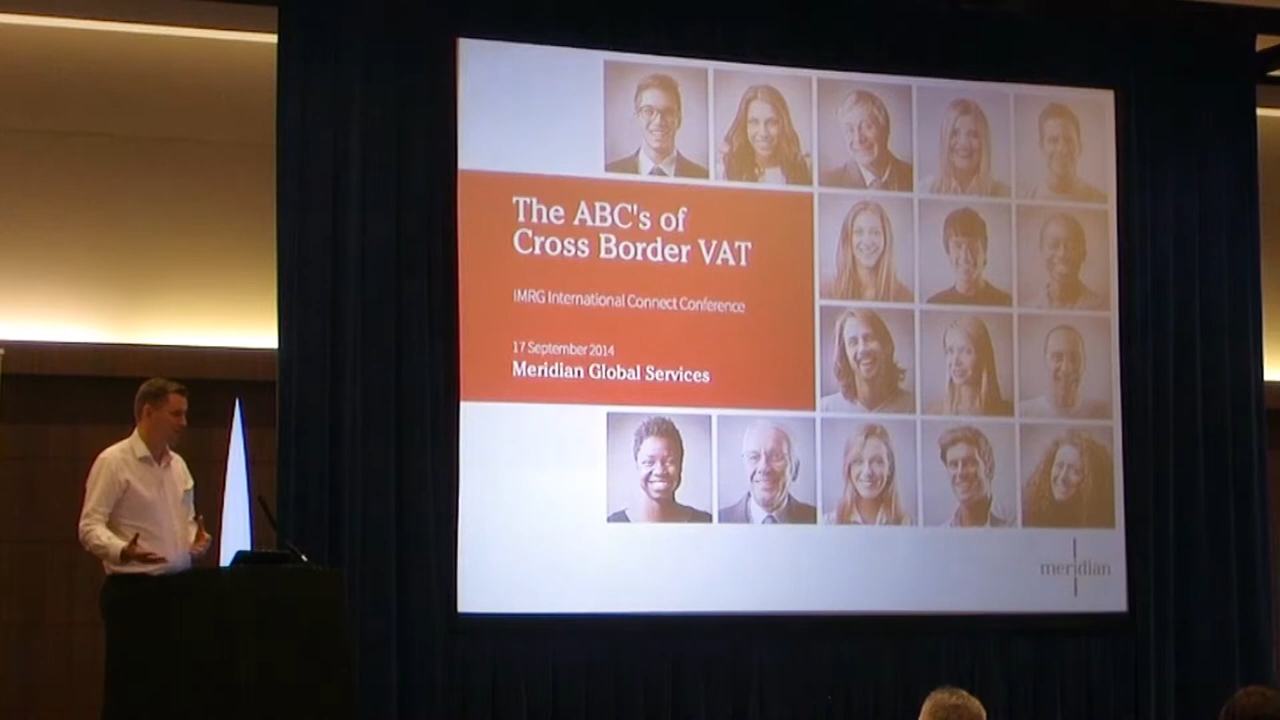 The ABC's of
Cross Border VAT
IMRG International Connect Conference
17 September 2014
Meridian Global Services
meridian